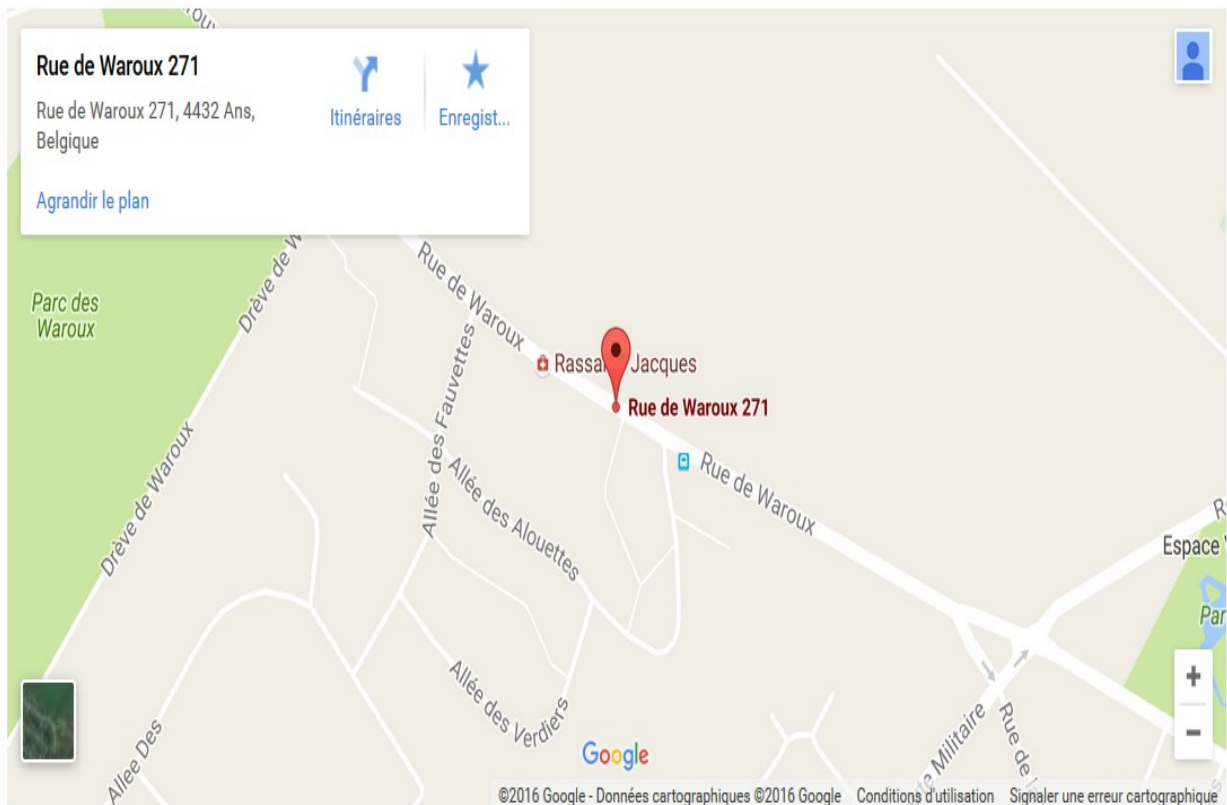 Rue de Waroux 271
Rue de Waroux 271, 4432 Ans,
Belgique
Itinéraires
Enregist...
Agrandir le plan
Parc des
Waroux
Drève de W
Rue de Waroux
Allée des Fauvettes
Jacques
Rue de Waroux 271
Drève de Waroux
Allée des Alouettes
Rue de Waroux
Espace
Par
Allée des Verdiers
Allee Des
Militaire
Rue de
+
−
Google
©2016 Google - Données cartographiques ©2016 Google
Conditions d'utilisation
Signaler une erreur cartographique